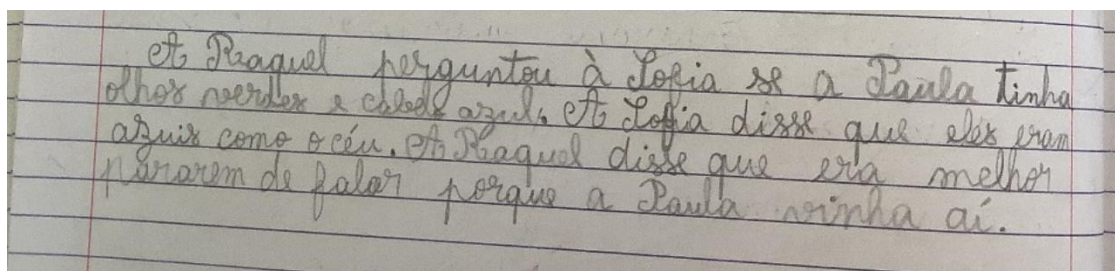 A Raquel perguntou à Sofia se a Paula tinha
olhos verdes e cabelo azul. A Sofia disse que eles eram
azuis como o céu. A Raquel disse que era melhor
pararem de falar porque a Paula vinha aí.